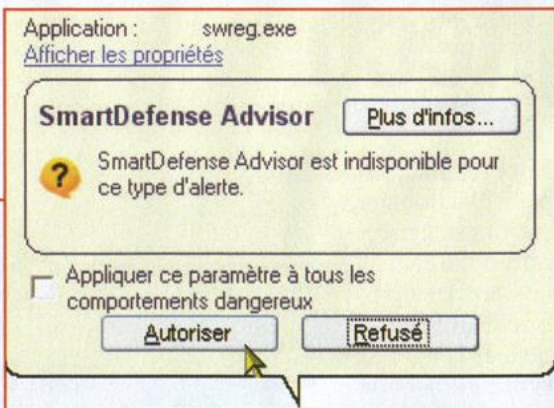 Application : swreg.exe
Afficher les propriétés
SmartDefense Advisor
Plus d'infos...
SmartDefense Advisor est indisponible pour
ce type d'alerte.
Appliquer ce paramètre à tous les
comportements dangereux
Autoriser
Refusé